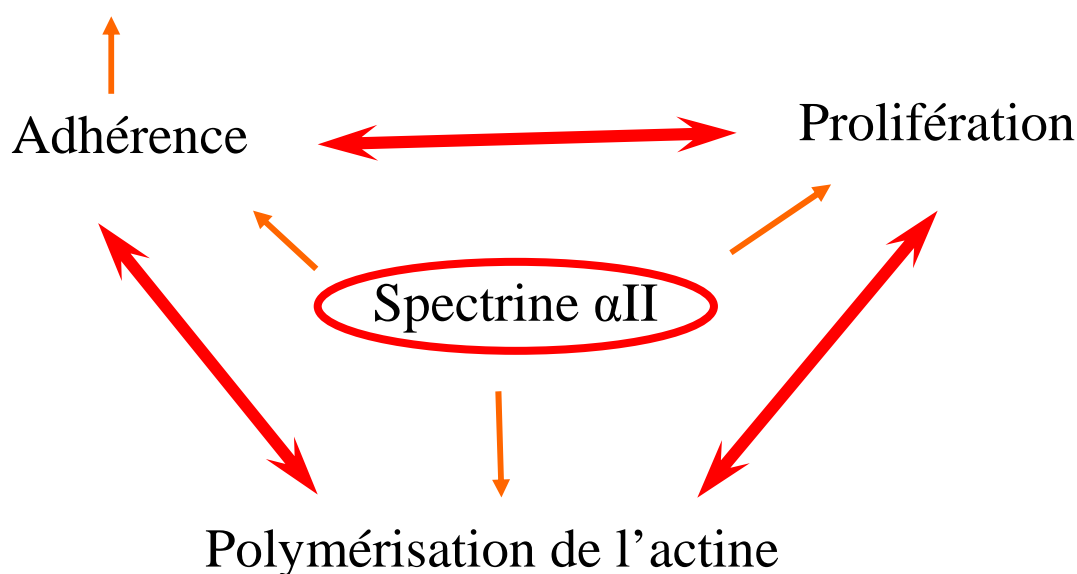 Adhérence
Prolifération
Spectrine αII
Polymérisation de l’actine